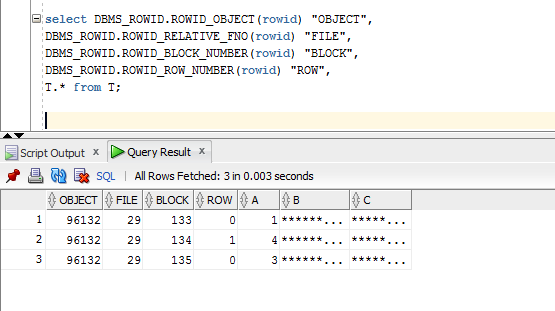 select DBMS_ROWID.ROWID_OBJECT(rowid) "OBJECT",
DBMS_ROWID.ROWID_RELATIVE_FNO(rowid) "FILE",
DBMS_ROWID.ROWID_BLOCK_NUMBER(rowid) "BLOCK",
DBMS_ROWID.ROWID_ROW_NUMBER(rowid) "ROW",
T.* from T;
Script Output x Query Result x
SQL All Rows Fetched: 3 in 0.003 seconds
OBJECT FILE BLOCK ROW A B C
1 96132 29 133 0 1 ******... *****...
2 96132 29 134 1 4 ******... *****...
3 96132 29 135 0 3 ******... *****...